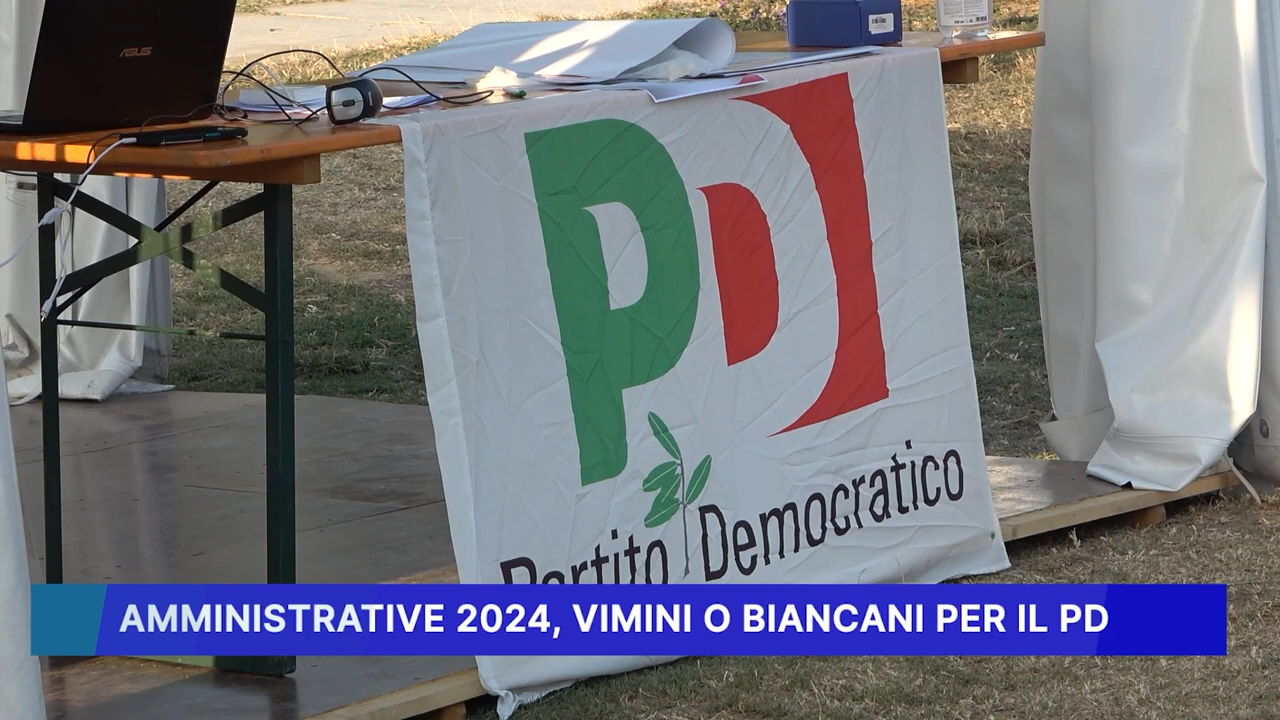 ASUS
PD
Partito Democratico
AMMINISTRATIVE 2024, VIMINI O BIANCANI PER IL PD